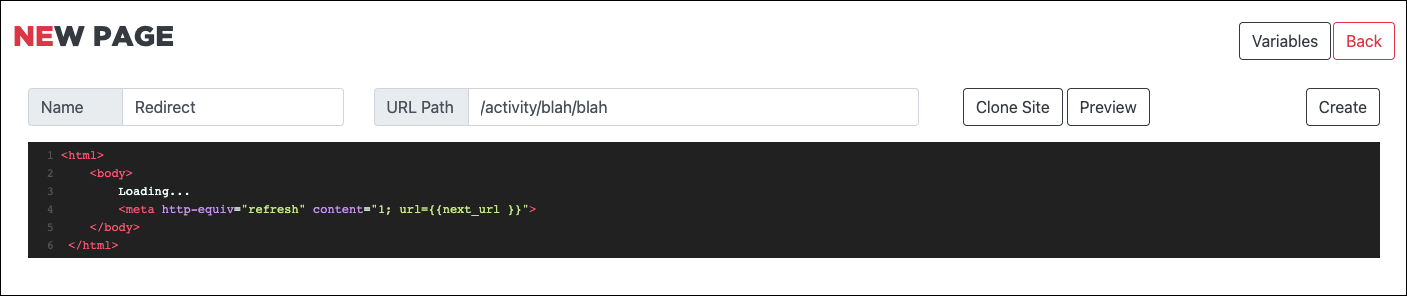 NEW PAGE
Variables Back
Name Redirect URL Path /activity/blah/blah Clone Site Preview Create
1 <html>
2 <body>
3 Loading...
4 <meta http-equiv="refresh" content="1; url={{next_url }}">
5 </body>
6 </html>